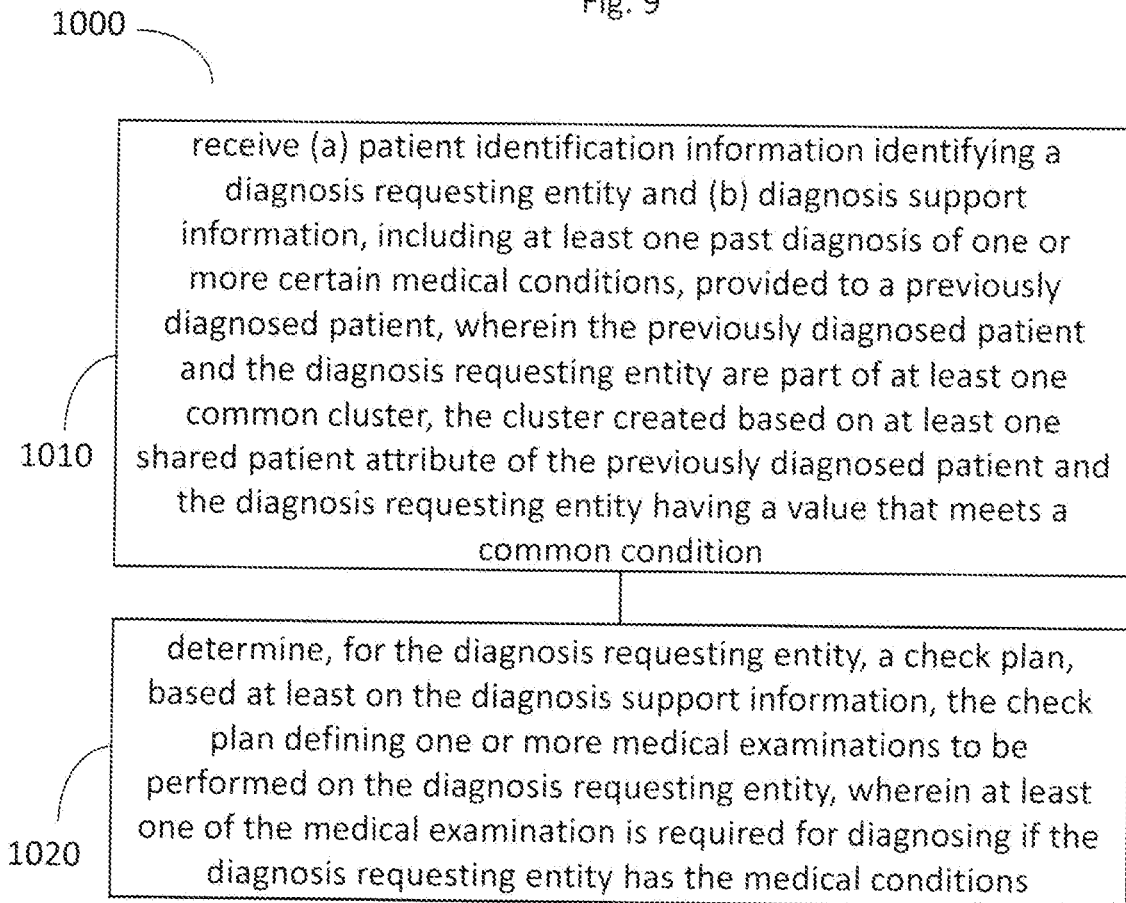 Fig. 9
1000
receive (a) patient identification information identifying a
diagnosis requesting entity and (b) diagnosis support
information, including at least one past diagnosis of one or
more certain medical conditions, provided to a previously
diagnosed patient, wherein the previously diagnosed patient
and the diagnosis requesting entity are part of at least one
common cluster, the cluster created based on at least one
shared patient attribute of the previously diagnosed patient and
the diagnosis requesting entity having a value that meets a
common condition
1010
determine, for the diagnosis requesting entity, a check plan,
based at least on the diagnosis support information, the check
plan defining one or more medical examinations to be
performed on the diagnosis requesting entity, wherein at least
one of the medical examination is required for diagnosing if the
diagnosis requesting entity has the medical conditions
1020